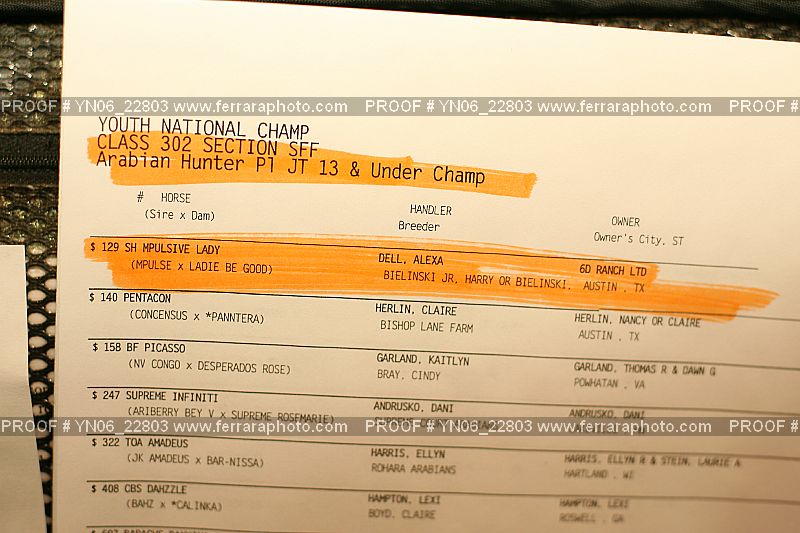 PROOF # YN06_22803 www.ferraraphoto.com PROOF # YN06_22803 www.ferraraphoto.com
YOUTH NATIONAL CHAMP
CLASS 302 SECTION SFF
Arabian Hunter Pl JT 13 & Under Champ
# HORSE HANDLER OWNER
(Sire x Dam) Breeder Owner's City, ST
$ 129 SH MPULSIVE LADY DELL, ALEXA 6D RANCH LTD
(MPULSE x LADIE BE GOOD) BIELINSKI JR, HARRY OR BIELINSKI, AUSTIN , TX
$ 140 PENTACON HERLIN, CLAIRE HERLIN, NANCY OR CLAIRE
(CONCENSUS x *PANNTERA) BISHOP LANE FARM AUSTIN , TX
$ 158 BF PICASSO GARLAND, KAITLYN GARLAND, THOMAS R & DAWN G
(NV CONGO x DESPERADOS ROSE) BRAY, CINDY POWHATAN , VA
$ 247 SUPREME INFINITI ANDRUSKO, DANI ANDRUSKO, DANI
(ARIBERRY BEY V x SUPREME ROSEMARIE)
PROOF # YN06_22803 www.ferraraphoto.com PROOF # YN06_22803 www.ferraraphoto.com
$ 322 TOA AMADEUS HARRIS, ELLYN HARRIS, ELLYN R & STEIN, LAURIE A
(JK AMADEUS x BAR-NISSA) ROHARA ARABIANS HARTLAND , WI
$ 408 CBS DAHZZLE HAMPTON, LEXI HAMPTON, LEXI
(BAHZ x *CALINKA) BOYD, CLAIRE ROSWELL , GA